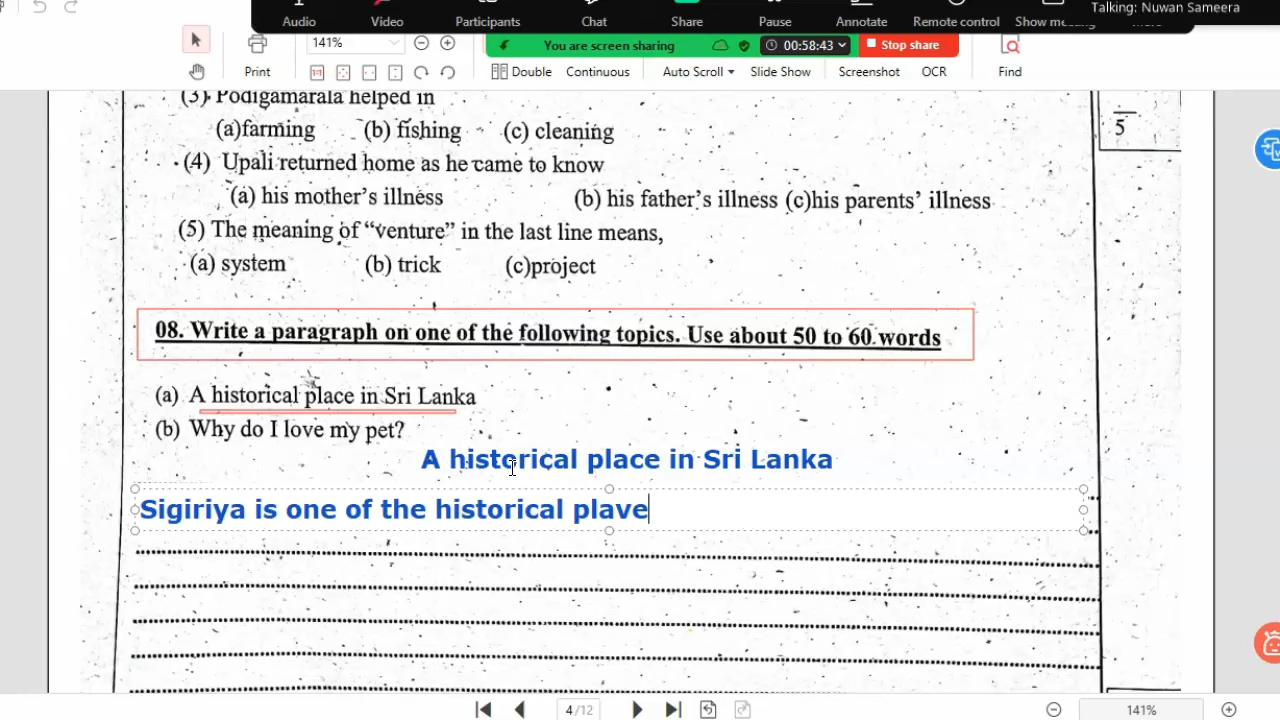 Talking: Nuwan Sameera
Audio Video Participants Chat Share Pause Annotate Remote control
141% You are screen sharing 00:58:43 Stop share
Print Double Continuous Auto Scroll Slide Show Screenshot OCR Find
(3) Podigamarala helped in
(a)farming (b) fishing (c) cleaning
5
(4) Upali returned home as he came to know
(a) his mother's illness (b) his father's illness (c)his parents' illness
(5) The meaning of "venture" in the last line means,
(a) system (b) trick (c)project
08. Write a paragraph on one of the following topics. Use about 50 to 60 words
(a) A historical place in Sri Lanka
(b) Why do I love my pet?
A historical place in Sri Lanka
Sigiriya is one of the historical plave
4/12 141%